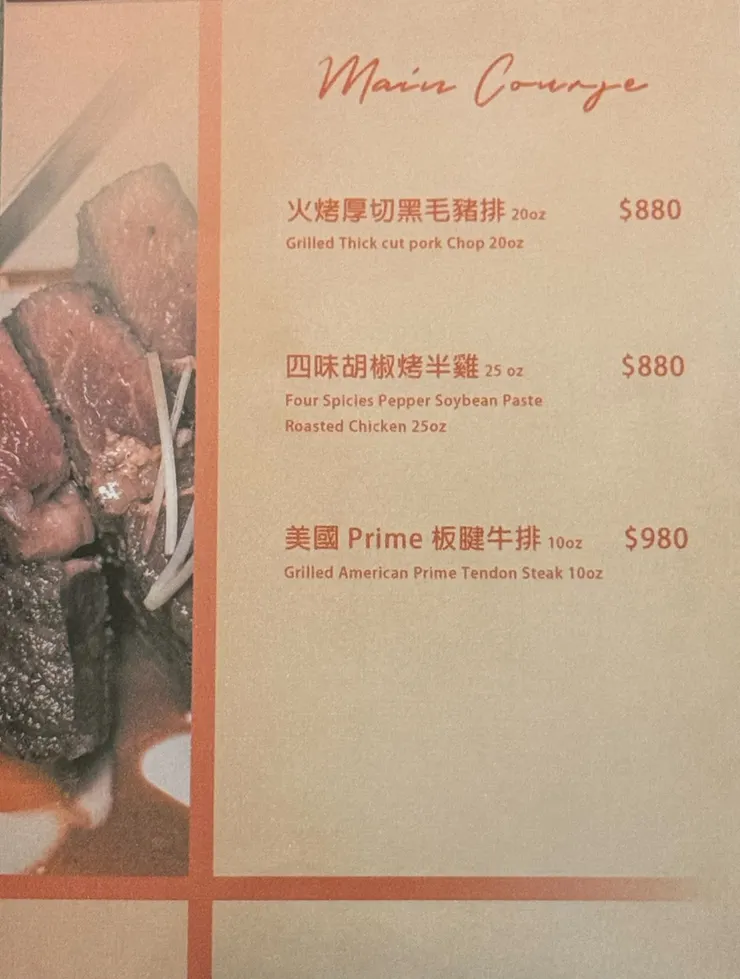 Main Course
火烤厚切黑毛豬排 20oz $880
Grilled Thick cut pork Chop 20oz
四味胡椒烤半雞 25 oz $880
Four Spicies Pepper Soybean Paste
Roasted Chicken 25oz
美國 Prime 板腱牛排 10oz $980
Grilled American Prime Tendon Steak 10oz